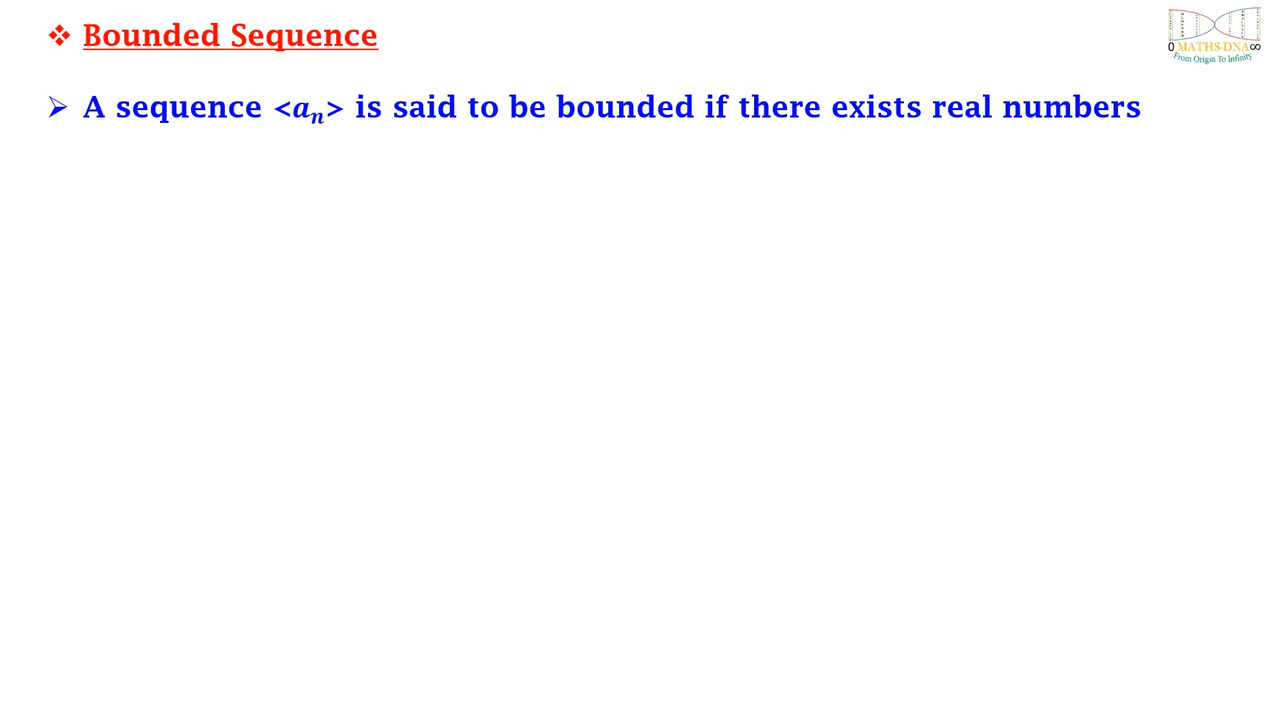 ❖ Bounded Sequence
➢ A sequence <aₙ> is said to be bounded if there exists real numbers
0 MATHS-DNA ∞
From Origin To Infinity